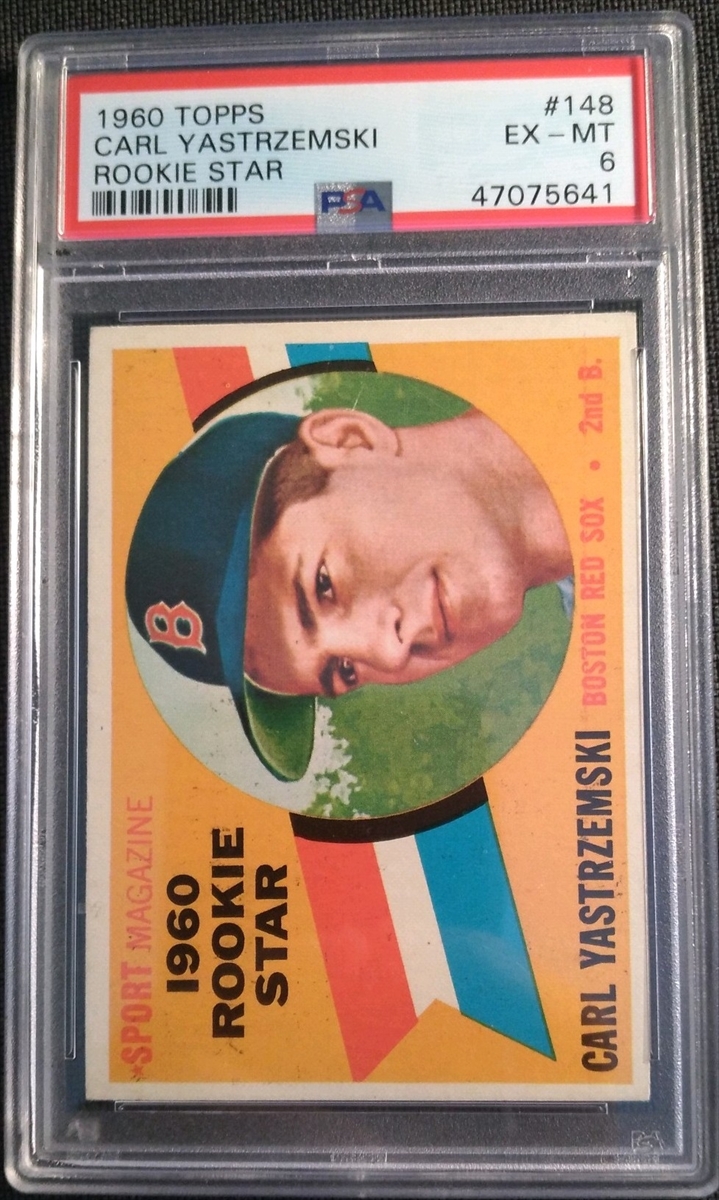 1960 TOPPS #148
CARL YASTRZEMSKI EX - MT
ROOKIE STAR 6
PSA 47075641
B
*SPORT MAGAZINE
1960
ROOKIE
STAR
CARL YASTRZEMSKI BOSTON RED SOX • 2nd B.